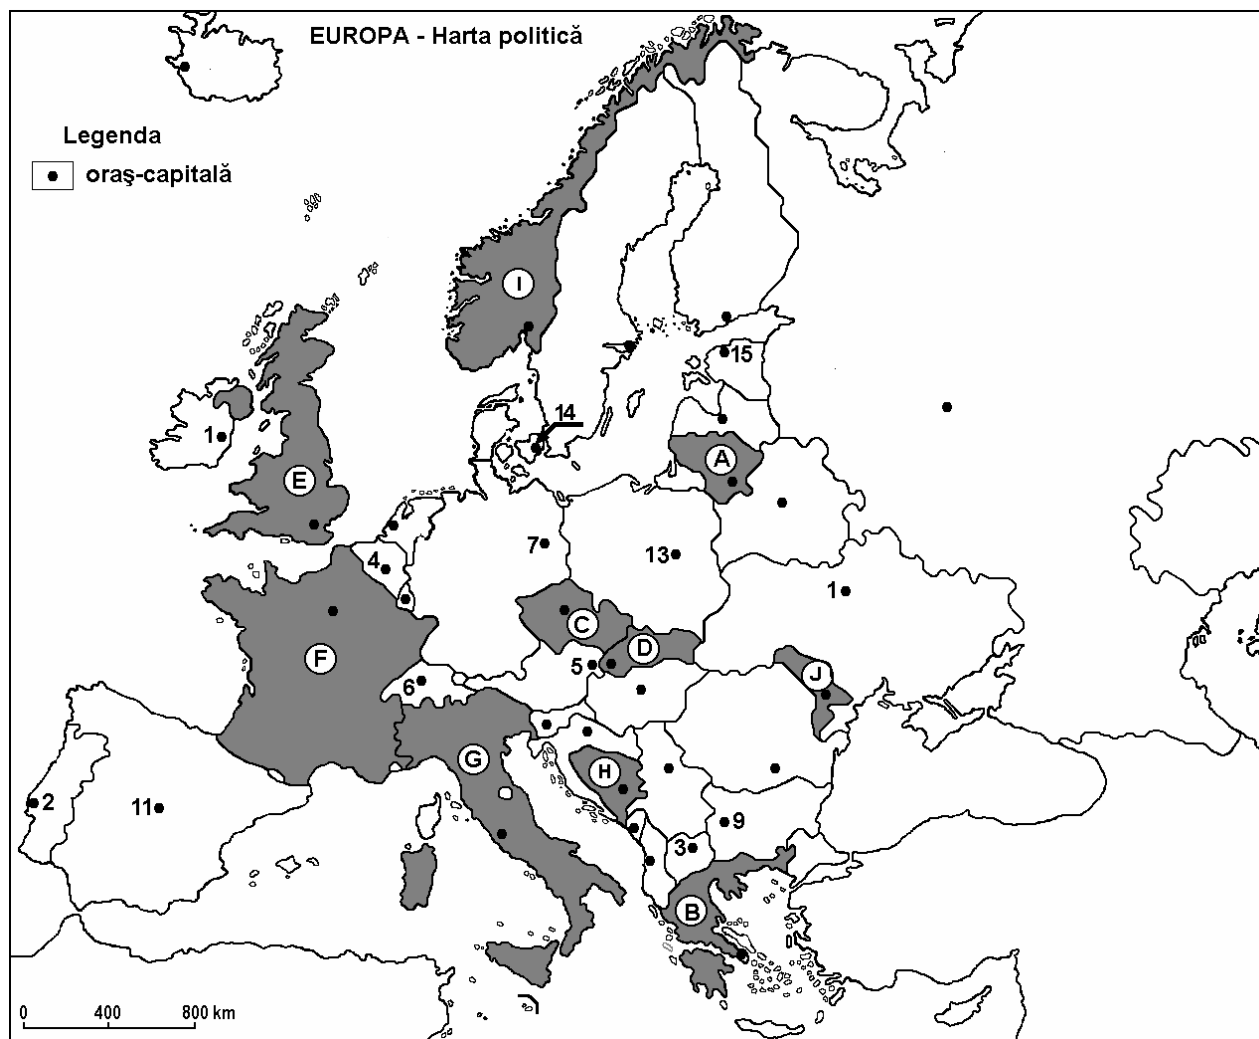 EUROPA - Harta politică
Legenda
oraş-capitală
I
15
14
1
A
E
7
13
4
1
C
D
F
5
6
J
G
H
2
11
9
3
B
0 400 800 km